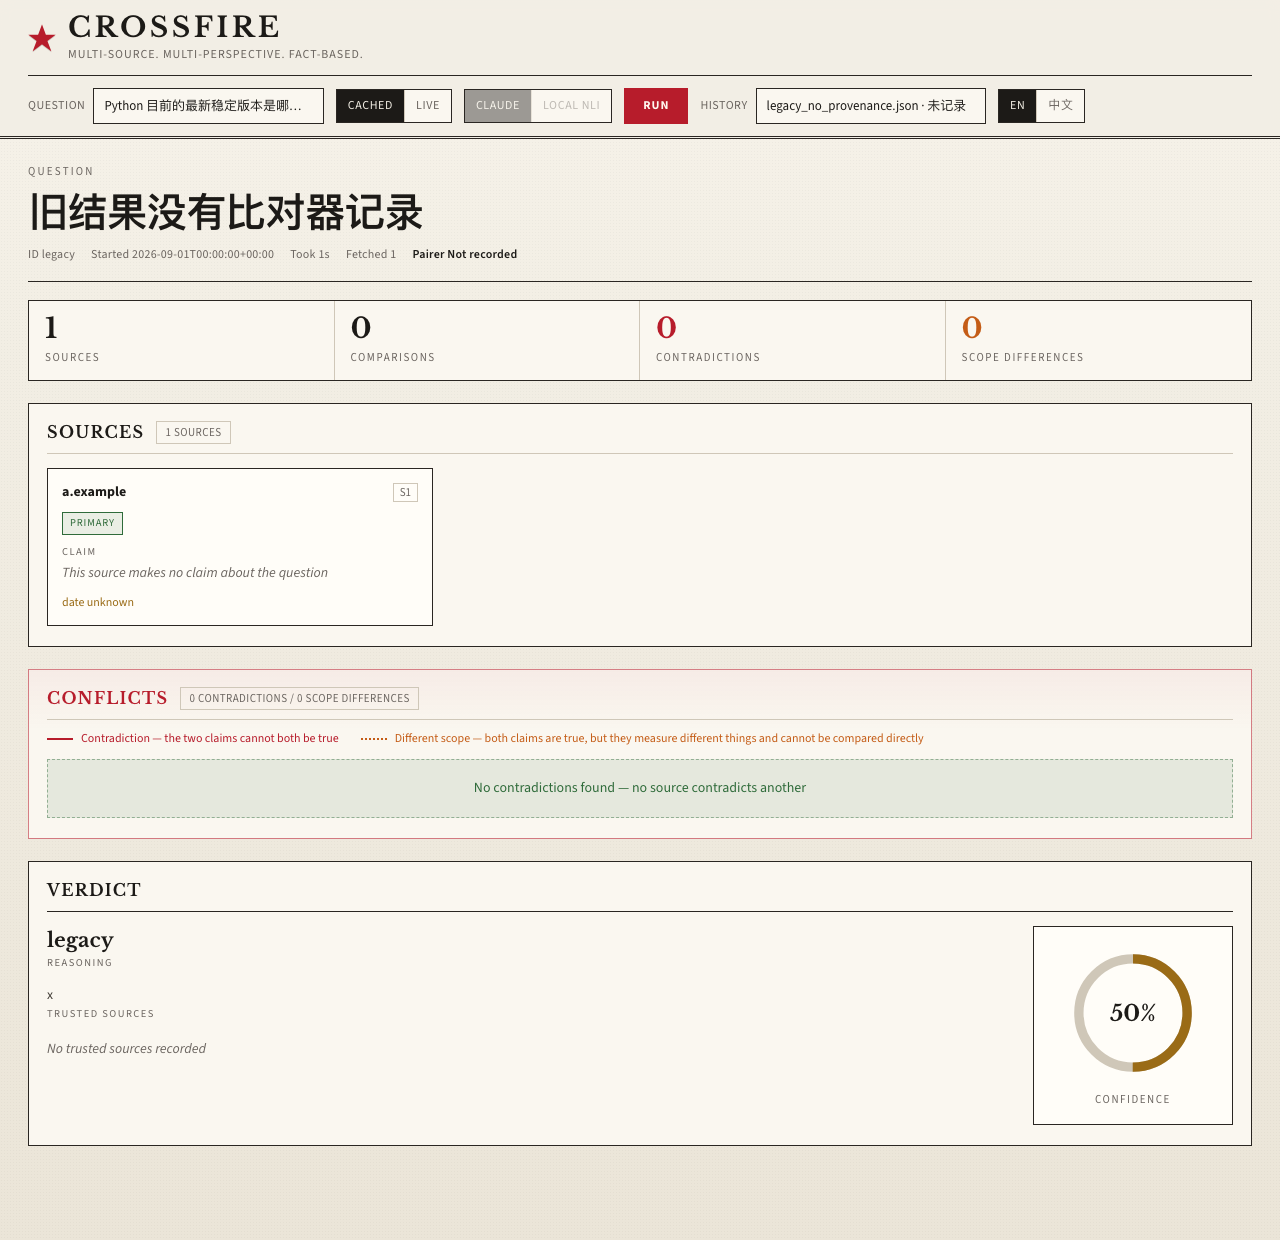 ★ CROSSFIRE
MULTI-SOURCE. MULTI-PERSPECTIVE. FACT-BASED.
QUESTION Python 目前的最新稳定版本是哪… CACHED LIVE CLAUDE LOCAL NLI RUN HISTORY legacy_no_provenance.json · 未记录 EN 中文
QUESTION
旧结果没有比对器记录
ID legacy Started 2026-09-01T00:00:00+00:00 Took 1s Fetched 1 Pairer Not recorded
1 0 0 0
SOURCES COMPARISONS CONTRADICTIONS SCOPE DIFFERENCES
SOURCES 1 SOURCES
a.example S1
PRIMARY
CLAIM
This source makes no claim about the question
date unknown
CONFLICTS 0 CONTRADICTIONS / 0 SCOPE DIFFERENCES
Contradiction — the two claims cannot both be true Different scope — both claims are true, but they measure different things and cannot be compared directly
No contradictions found — no source contradicts another
VERDICT
legacy
REASONING
x
TRUSTED SOURCES
No trusted sources recorded
50%
CONFIDENCE